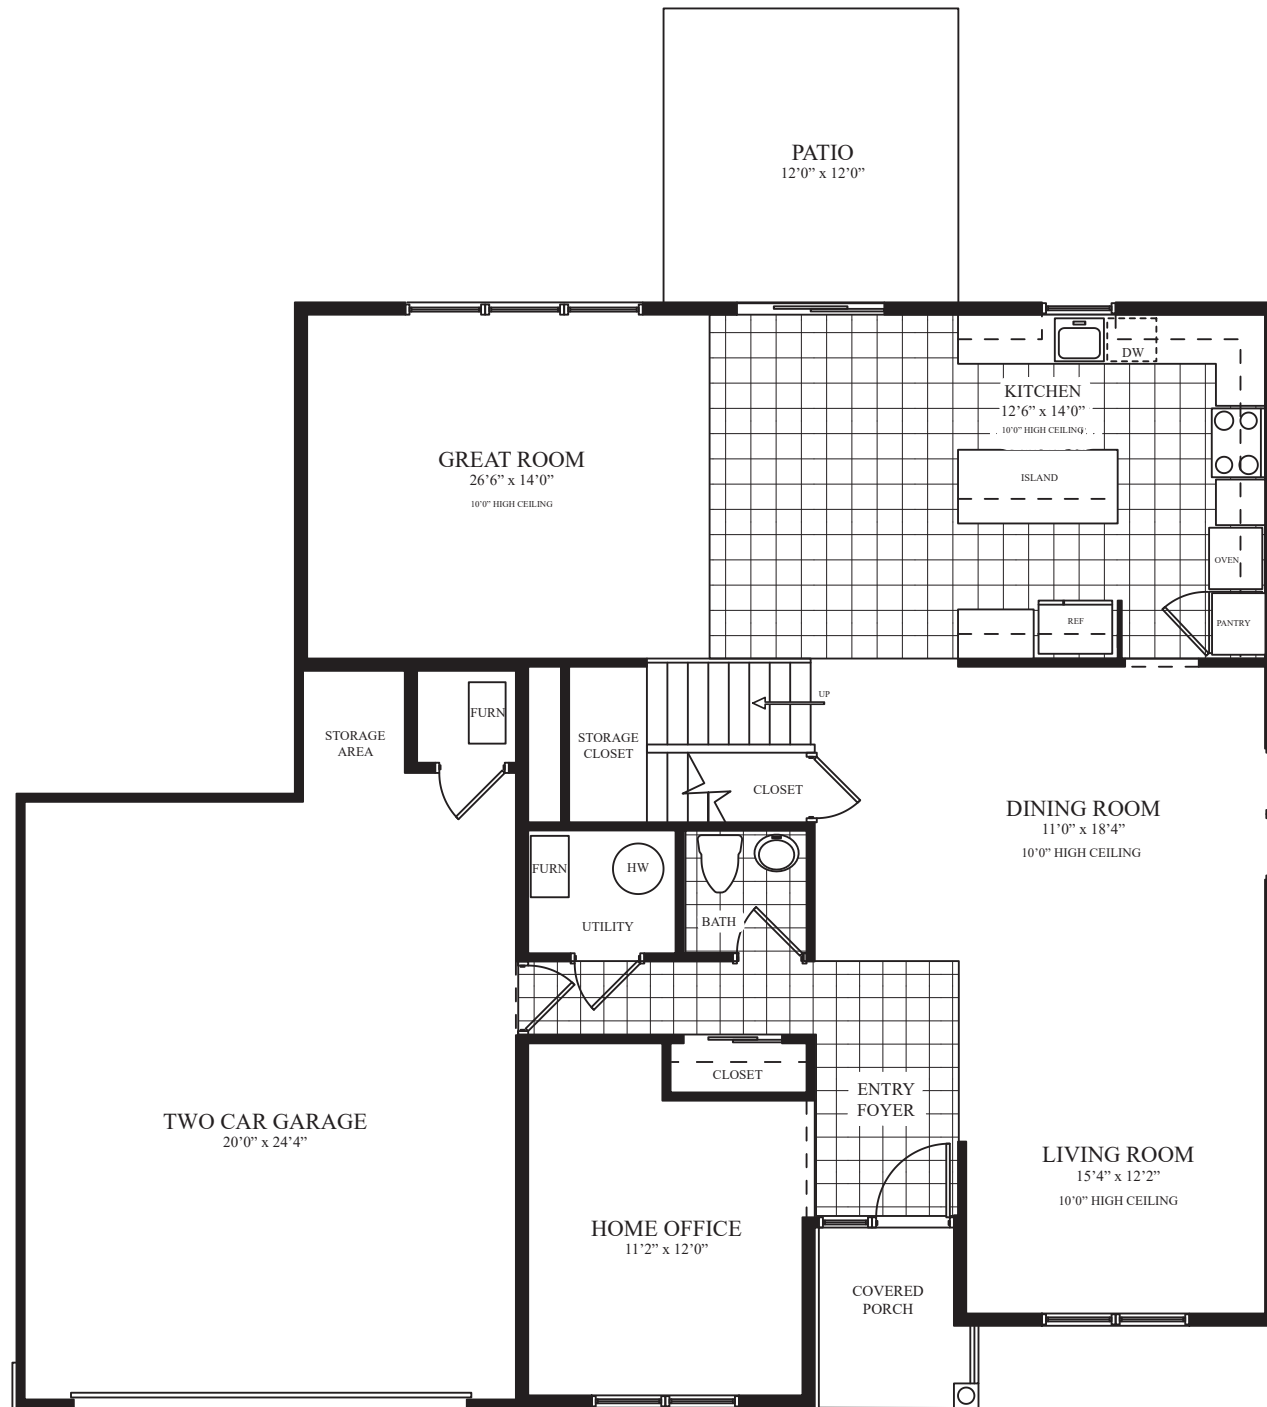 PATIO
12’0” x 12’0”
DW
KITCHEN
12’6” x 14’0”
10’0” HIGH CEILING
GREAT ROOM
26’6” x 14’0”
10’0” HIGH CEILING
ISLAND
OVEN
REF
PANTRY
UP
FURN
STORAGE
AREA
STORAGE
CLOSET
CLOSET
DINING ROOM
11’0” x 18’4”
10’0” HIGH CEILING
FURN
HW
UTILITY
BATH
CLOSET
ENTRY
FOYER
TWO CAR GARAGE
20’0” x 24’4”
LIVING ROOM
15’4” x 12’2”
10’0” HIGH CEILING
HOME OFFICE
11’2” x 12’0”
COVERED
PORCH